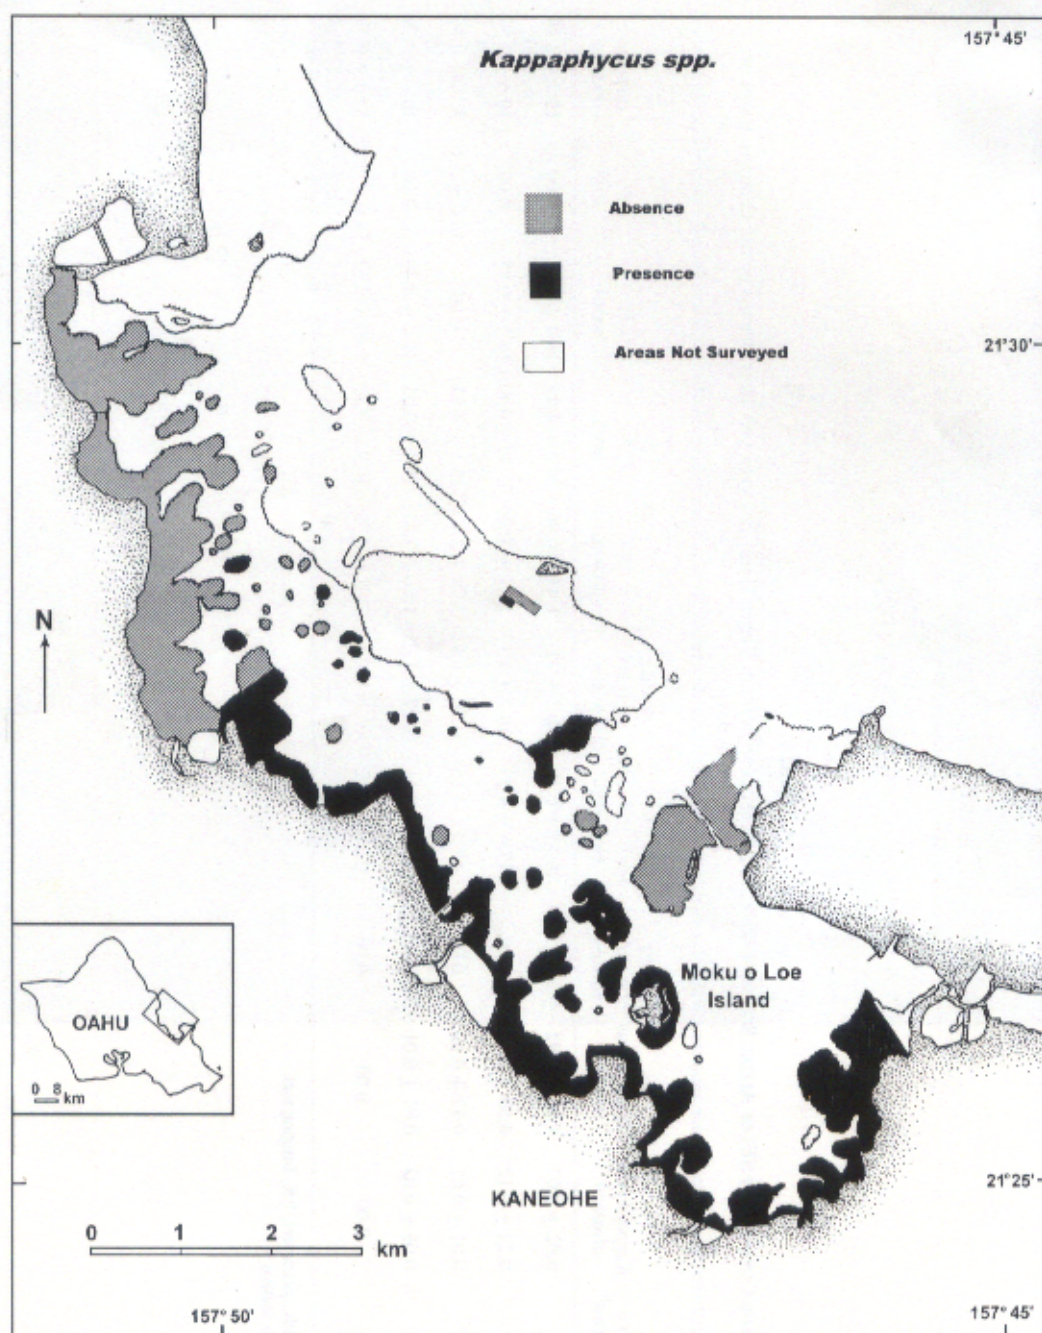 157°45'
Kappaphycus spp.
Absence
Presence
21°30'
Areas Not Surveyed
N
Moku o Loe
Island
OAHU
0 8
km
KANEOHE
21°25'
0 1 2 3
km
157°50'
157°45'